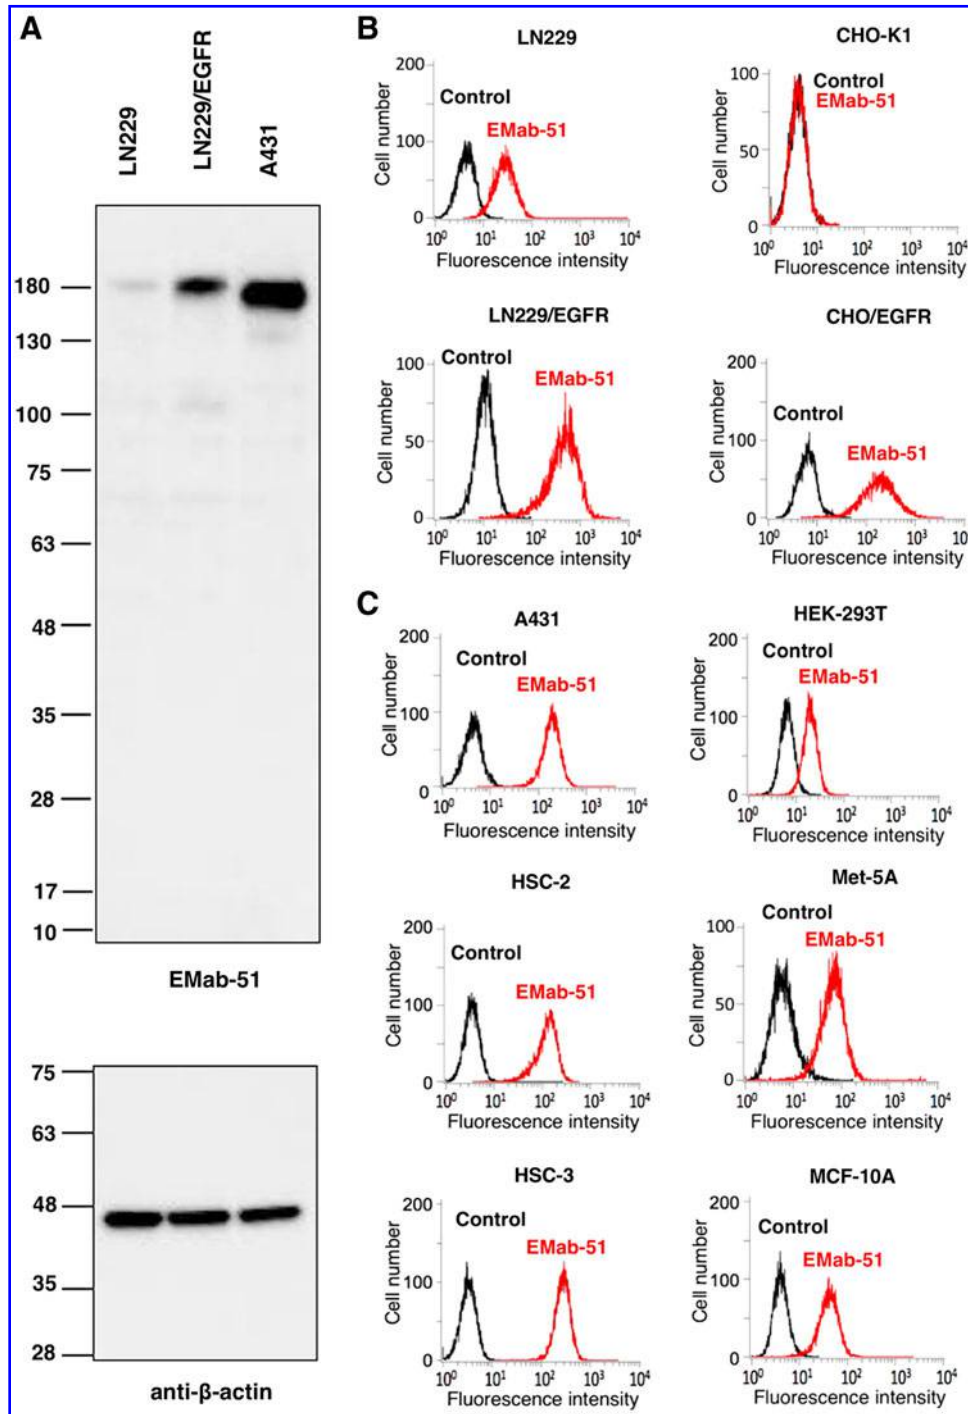 A
LN229
LN229/EGFR
A431
180
130
100
75
63
48
35
28
17
10
EMab-51
75
63
48
35
28
anti-β-actin
B
LN229
200
100
0
Cell number
Control
EMab-51
10⁰ 10¹ 10² 10³ 10⁴
Fluorescence intensity
CHO-K1
100
50
0
Cell number
Control
EMab-51
10⁰ 10¹ 10² 10³ 10⁴
Fluorescence intensity
LN229/EGFR
100
50
0
Cell number
Control
EMab-51
10⁰ 10¹ 10² 10³ 10⁴
Fluorescence intensity
CHO/EGFR
200
100
0
Cell number
Control
EMab-51
10⁰ 10¹ 10² 10³ 10⁴
Fluorescence intensity
C
A431
200
100
0
Cell number
Control
EMab-51
10⁰ 10¹ 10² 10³ 10⁴
Fluorescence intensity
HEK-293T
200
100
0
Cell number
Control
EMab-51
10⁰ 10¹ 10² 10³ 10⁴
Fluorescence intensity
HSC-2
200
100
0
Cell number
Control
EMab-51
10⁰ 10¹ 10² 10³ 10⁴
Fluorescence intensity
Met-5A
100
50
0
Cell number
Control
EMab-51
10⁰ 10¹ 10² 10³ 10⁴
Fluorescence intensity
HSC-3
200
100
0
Cell number
Control
EMab-51
10⁰ 10¹ 10² 10³ 10⁴
Fluorescence intensity
MCF-10A
200
100
0
Cell number
Control
EMab-51
10⁰ 10¹ 10² 10³ 10⁴
Fluorescence intensity